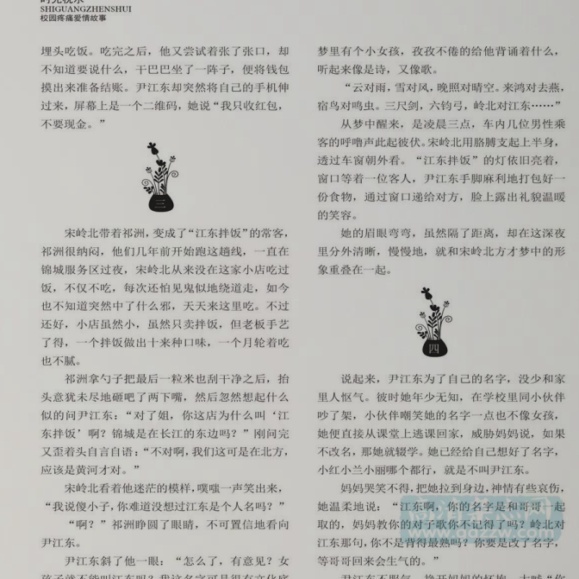 SHIGUANGZHENSHUI
校园疼痛爱情故事
埋头吃饭。吃完之后，他又尝试着张了张口，却
不知道要说什么，干巴巴坐了一阵子，便将钱包
摸出来准备结账。尹江东却突然将自己的手机伸
过来，屏幕上是一个二维码，她说“我只收红包，
不要现金。”
三
宋岭北带着祁洲，变成了“江东拌饭”的常客，
祁洲很纳闷，他们几年前开始跑这趟线，一直在
锦城服务区过夜，宋岭北从来没在这家小店吃过
饭，不仅不吃，每次还怕见鬼似地绕道走，如今
也不知道突然中了什么邪，天天来这里吃。不过
还好，小店虽然小，虽然只卖拌饭，但老板手艺
了得，一个拌饭做出十来种口味，一个月轮着吃
也不腻。
祁洲拿勺子把最后一粒米也刮干净之后，抬
头意犹未尽地砸吧了两下嘴，然后忽然想起什么
似的问尹江东：“对了姐，你这店为什么叫‘江
东拌饭’啊？锦城是在长江的东边吗？”刚问完
又歪着头自言自语：“不对啊，我们这可是在北方，
应该是黄河才对。”
宋岭北看着他迷茫的模样，噗嗤一声笑出来，
“我说傻小子，你难道没想过江东是个人名吗？”
“啊？”祁洲睁圆了眼睛，不可置信地看向
尹江东。
尹江东斜了他一眼：“怎么了，有意见？女
梦里有个小女孩，孜孜不倦的给他背诵着什么，
听起来像是诗，又像歌。
“云对雨，雪对风，晚照对晴空。来鸿对去燕，
宿鸟对鸣虫。三尺剑，六钧弓，岭北对江东……”
从梦中醒来，是凌晨三点，车内几位男性乘
客的呼噜声此起彼伏。宋岭北用胳膊支起上半身，
透过车窗朝外看。“江东拌饭”的灯依旧亮着，
窗口等着一位客人，尹江东手脚麻利地打包好一
份食物，通过窗口递给对方，脸上露出礼貌温暖
的笑容。
她的眉眼弯弯，虽然隔了距离，却在这深夜
里分外清晰，慢慢地，就和宋岭北方才梦中的形
象重叠在一起。
四
说起来，尹江东为了自己的名字，没少和家
里人怄气。彼时她年少无知，在学校里同小伙伴
吵了架，小伙伴嘲笑她的名字一点也不像女孩，
她便直接从课堂上逃课回家，威胁妈妈说，如果
不改名，那她就辍学。她已经给自己想好了名字，
小红小兰小丽哪个都行，就是不叫尹江东。
妈妈哭笑不得，把她拉到身边，神情有些哀伤，
她温柔地说：“江东啊，你的名字是和哥哥一起
取的，妈妈教你的对子歌你不记得了吗？岭北对
江东那句，你不是背得最熟吗？你要是改了名字，
等哥哥回来会生气的。”